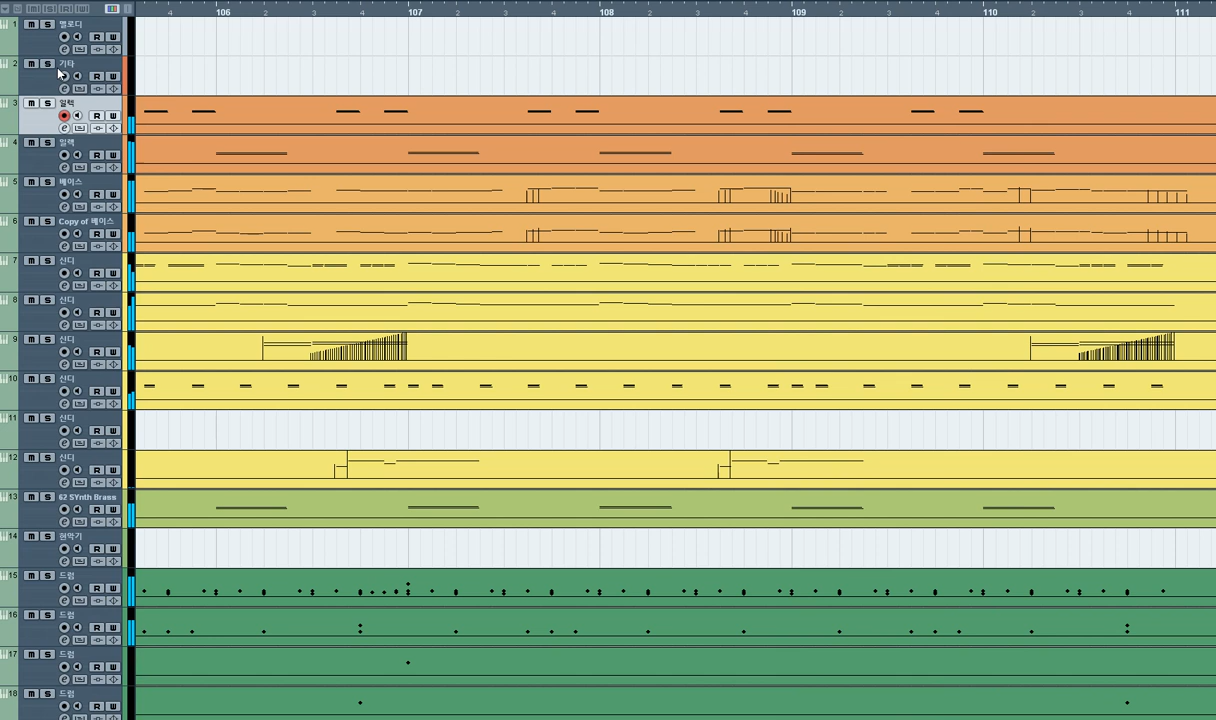 4 106 2 3 4 107 2 3 4 108 2 3 4 109 2 3 4 110 2 3 4 111
1 M S 멜로디
R W
e
2 M S 기타
R W
e
3 M S 일렉
R W
e
4 M S 일렉
R W
e
5 M S 베이스
R W
e
6 M S Copy of 베이스
R W
e
7 M S 신디
R W
e
8 M S 신디
R W
e
9 M S 신디
R W
e
10 M S 신디
R W
e
11 M S 신디
R W
e
12 M S 신디
R W
e
13 M S 62 SYnth Brass
R W
e
14 M S 현악기
R W
e
15 M S 드럼
R W
e
16 M S 드럼
R W
e
17 M S 드럼
R W
e
18 M S 드럼
R W
e